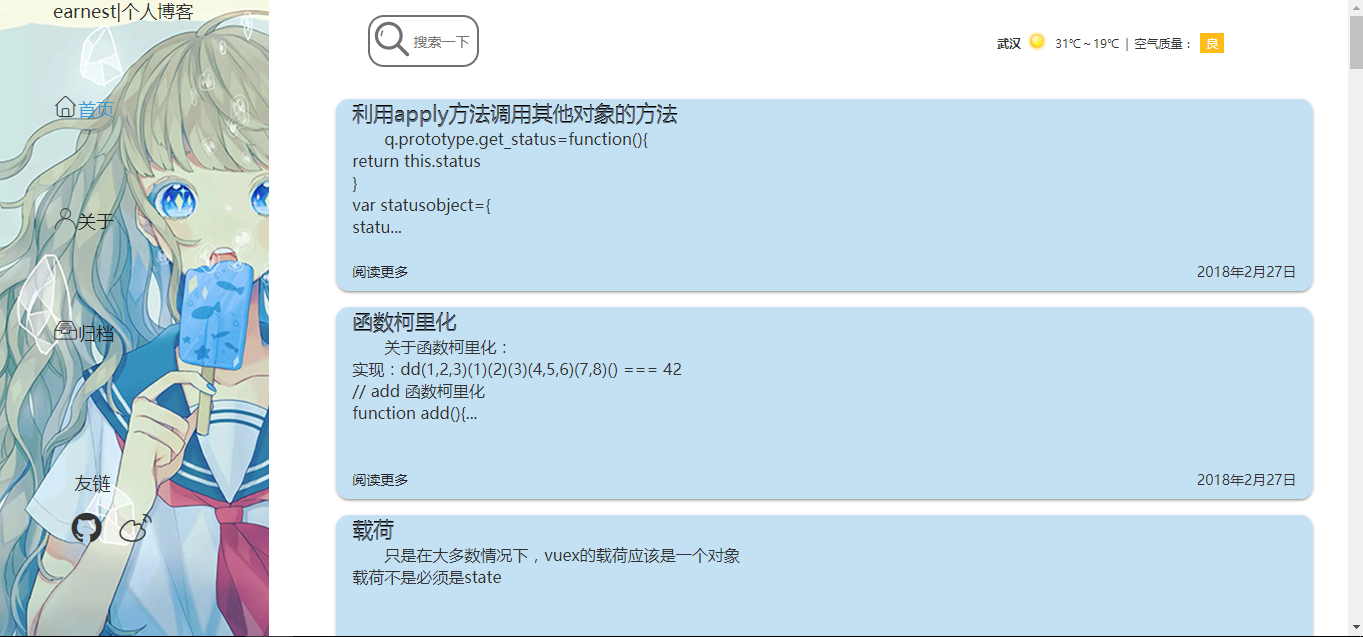 earnest|个人博客
首页
关于
归档
友链
搜索一下
武汉 31℃ ~ 19℃ | 空气质量： 良
利用apply方法调用其他对象的方法
q.prototype.get_status=function(){
return this.status
}
var statusobject={
statu...
阅读更多 2018年2月27日
函数柯里化
关于函数柯里化：
实现：dd(1,2,3)(1)(2)(3)(4,5,6)(7,8)() === 42
// add 函数柯里化
function add(){...
阅读更多 2018年2月27日
载荷
只是在大多数情况下，vuex的载荷应该是一个对象
载荷不是必须是state